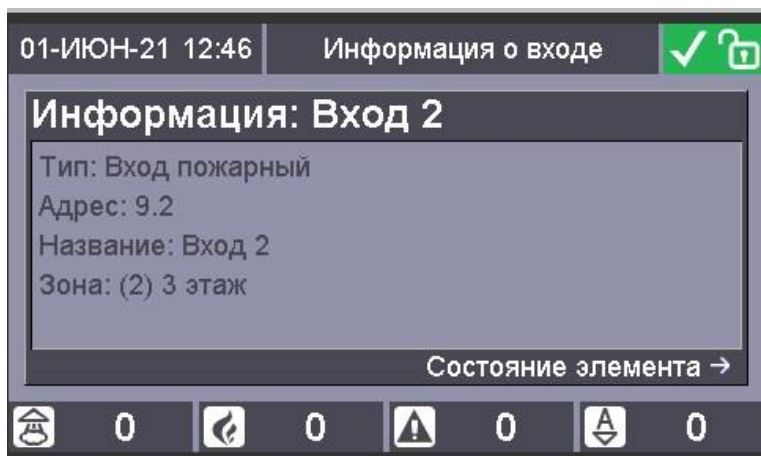 01-ИЮН-21 12:46 Информация о входе
Информация: Вход 2
Тип: Вход пожарный
Адрес: 9.2
Название: Вход 2
Зона: (2) 3 этаж
Состояние элемента →
0 0 0 A 0